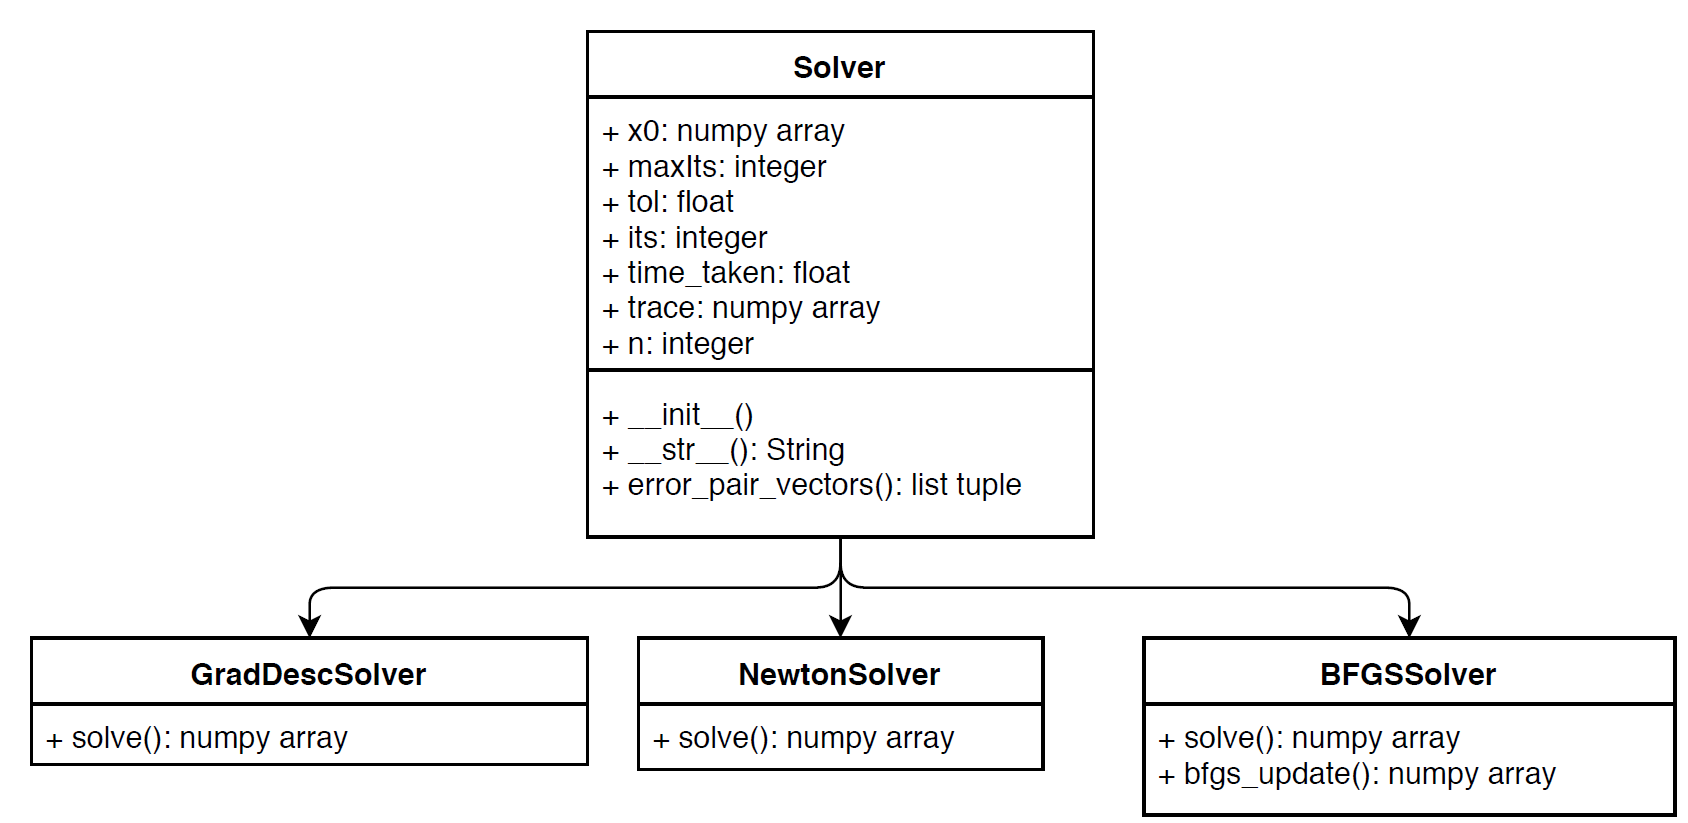 Solver
+ x0: numpy array
+ maxIts: integer
+ tol: float
+ its: integer
+ time_taken: float
+ trace: numpy array
+ n: integer
+ __init__()
+ __str__(): String
+ error_pair_vectors(): list tuple
GradDescSolver
+ solve(): numpy array
NewtonSolver
+ solve(): numpy array
BFGSSolver
+ solve(): numpy array
+ bfgs_update(): numpy array